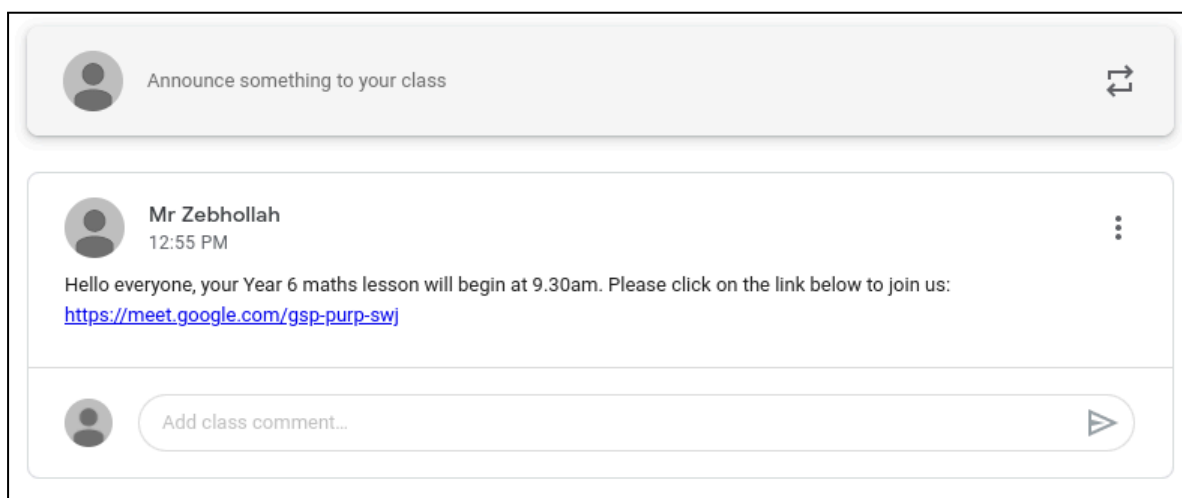 Announce something to your class
Mr Zebhollah
12:55 PM
Hello everyone, your Year 6 maths lesson will begin at 9.30am. Please click on the link below to join us:
https://meet.google.com/gsp-purp-swj
Add class comment...